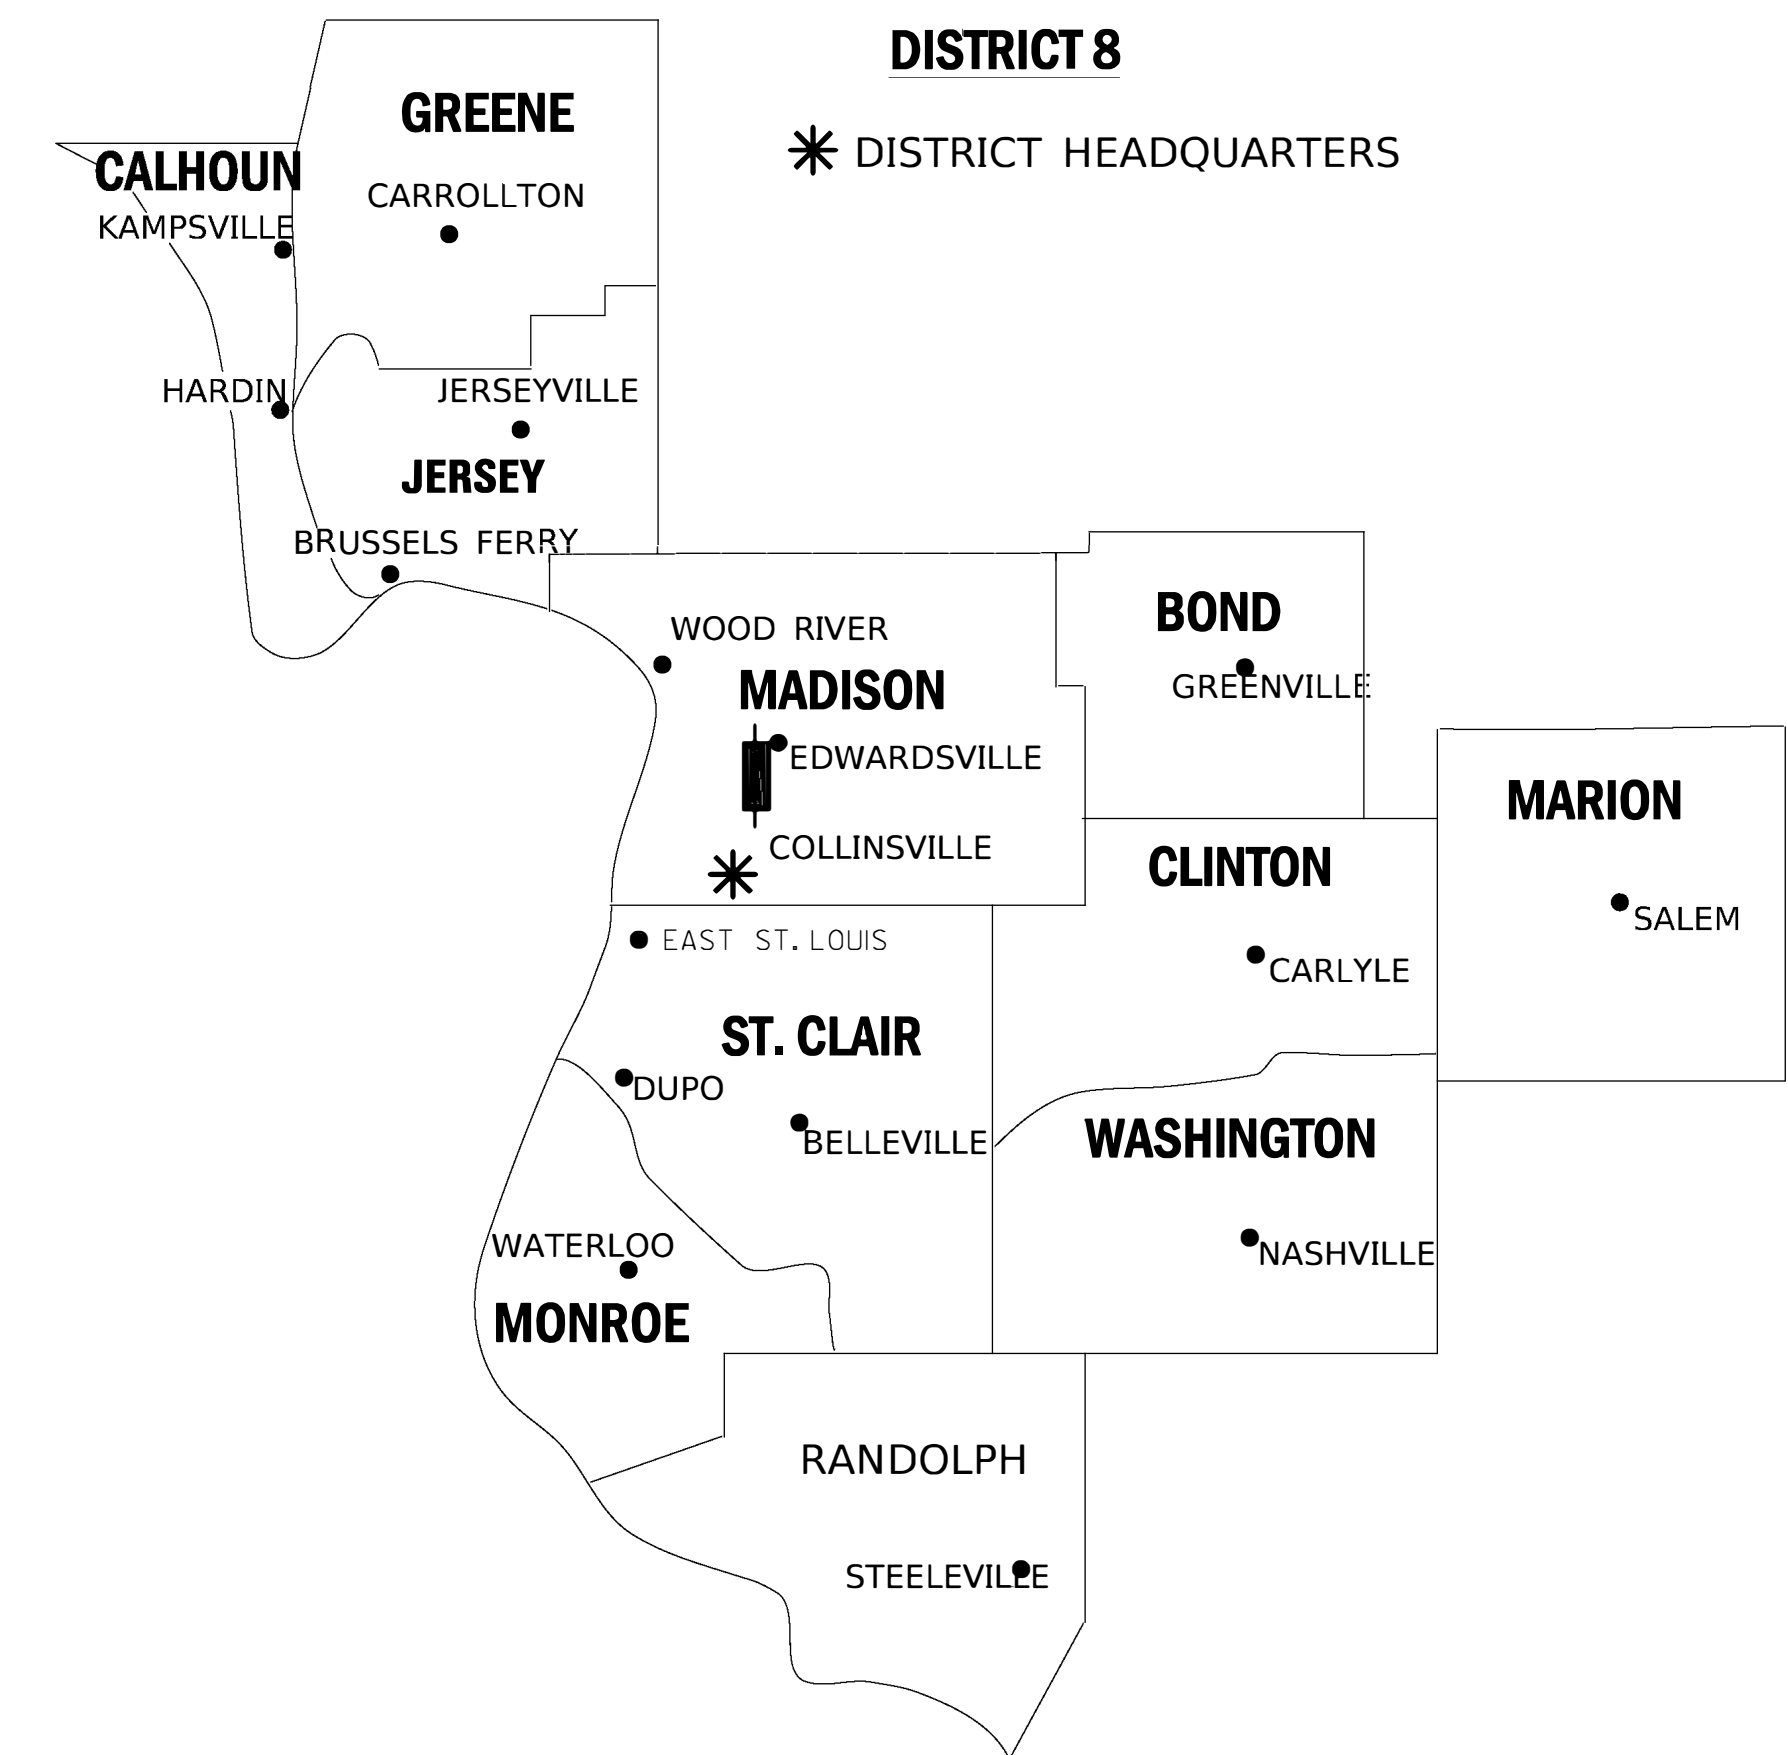 DISTRICT 8
GREENE
DISTRICT HEADQUARTERS
CALHOUN
CARROLLTON
KAMPSVILLE
HARDIN
JERSEYVILLE
JERSEY
BRUSSELS FERRY
BOND
WOOD RIVER
MADISON
GREENVILLE
EDWARDSVILLE
MARION
COLLINSVILLE
CLINTON
SALEM
EAST ST. LOUIS
CARLYLE
ST. CLAIR
DUPO
BELLEVILLE
WASHINGTON
WATERLOO
NASHVILLE
MONROE
RANDOLPH
STEELEVILLE